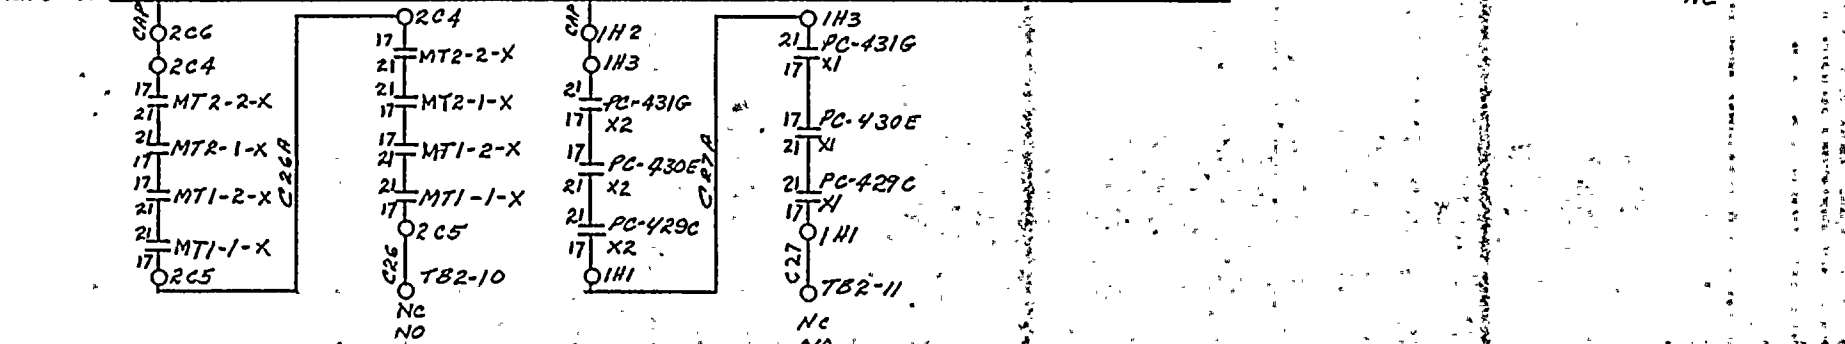 CAP
2C6
2C4
17
MT2-2-X
21
21
MT2-1-X
17
17
MT1-2-X
21
21
MT1-1-X
17
2C5
C26A
2C4
17
MT2-2-X
21
21
MT2-1-X
17
17
MT1-2-X
21
21
MT1-1-X
17
2C5
C26
TB2-10
NC
NO
CAP
1H2
1H3
21
PC-431G
17
X2
17
PC-430E
21
X2
21
PC-429C
17
X2
1H1
C27A
1H3
21
PC-431G
17
X1
17
PC-430E
21
X1
21
PC-429C
17
X1
1H1
C27
TB2-11
NC
NO
NC